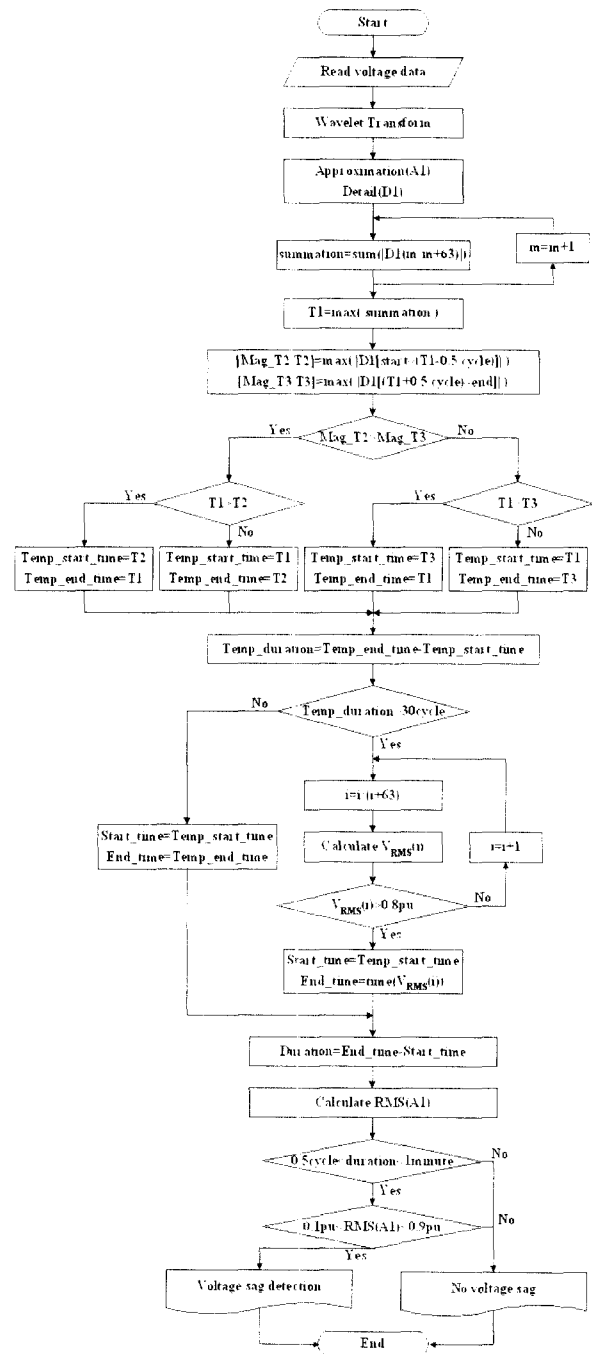 Start
Read voltage data
Wavelet Transform
Approximation(A1)
Detail(D1)
summation=sum(|D1(m m+63)|)
m=m+1
T1=max( summation )
[Mag_T2 T2]=max( |D1[start (T1-0.5 cycle)]| )
[Mag_T3 T3]=max( |D1[(T1+0.5 cycle) end]| )
Yes
Mag_T2 Mag_T3
No
Yes
T1 T2
No
Yes
T1 T3
No
Temp_start_time=T2
Temp_end_time=T1
Temp_start_time=T1
Temp_end_time=T2
Temp_start_time=T3
Temp_end_time=T1
Temp_start_time=T1
Temp_end_time=T3
Temp_duration=Temp_end_time-Temp_start_time
No
Temp_duration 30cycle
Yes
i=i (i+63)
Start_time=Temp_start_time
End_time=Temp_end_time
Calculate VRMS(i)
i=i+1
VRMS(i) 0.8pu
No
Yes
Start_time=Temp_start_time
End_time=time(VRMS(i))
Duration=End_time-Start_time
Calculate RMS(A1)
0.5cycle duration 1minute
No
Yes
0.1pu RMS(A1) 0.9pu
No
Yes
Voltage sag detection
No voltage sag
End